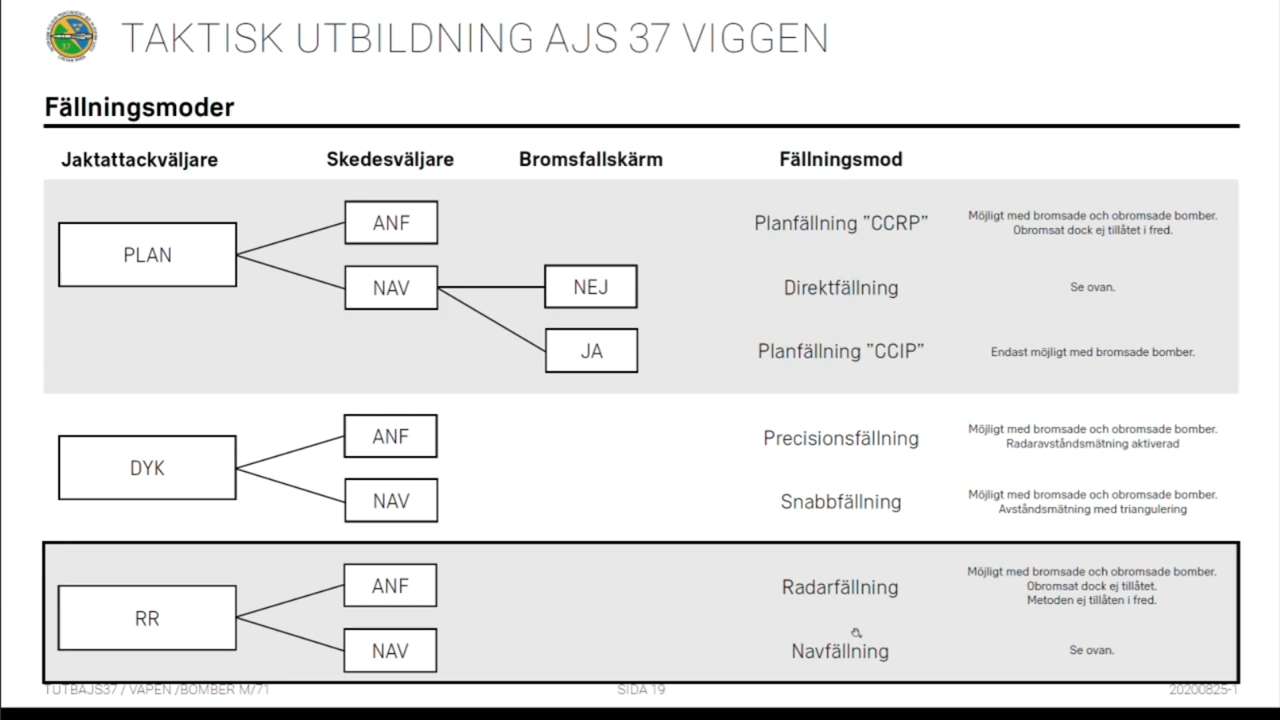 TAKTISK UTBILDNING AJS 37 VIGGEN
Fällningsmoder
Jaktattackväljare Skedesväljare Bromsfallskärm Fällningsmod
PLAN
ANF
Planfällning ”CCRP”
Möjligt med bromsade och obromsade bomber.
Obromsat dock ej tillåtet i fred.
NAV
NEJ
Direktfällning
Se ovan.
JA
Planfällning ”CCIP”
Endast möjligt med bromsade bomber.
DYK
ANF
Precisionsfällning
Möjligt med bromsade och obromsade bomber.
Radaravståndsmätning aktiverad
NAV
Snabbfällning
Möjligt med bromsade och obromsade bomber.
Avståndsmätning med triangulering
RR
ANF
Radarfällning
Möjligt med bromsade och obromsade bomber.
Obromsat dock ej tillåtet.
Metoden ej tillåten i fred.
NAV
Navfällning
Se ovan.
TUTBAJS37 / VAPEN /BOMBER M/71 SIDA 19 20200825-1
37